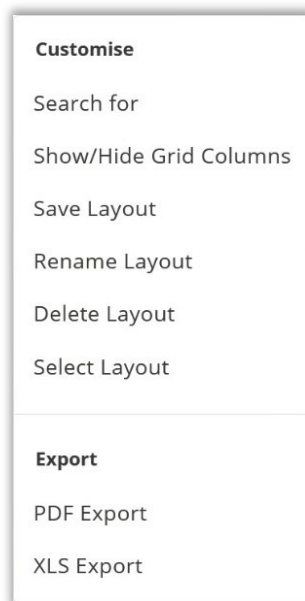 Customise
Search for
Show/Hide Grid Columns
Save Layout
Rename Layout
Delete Layout
Select Layout
Export
PDF Export
XLS Export